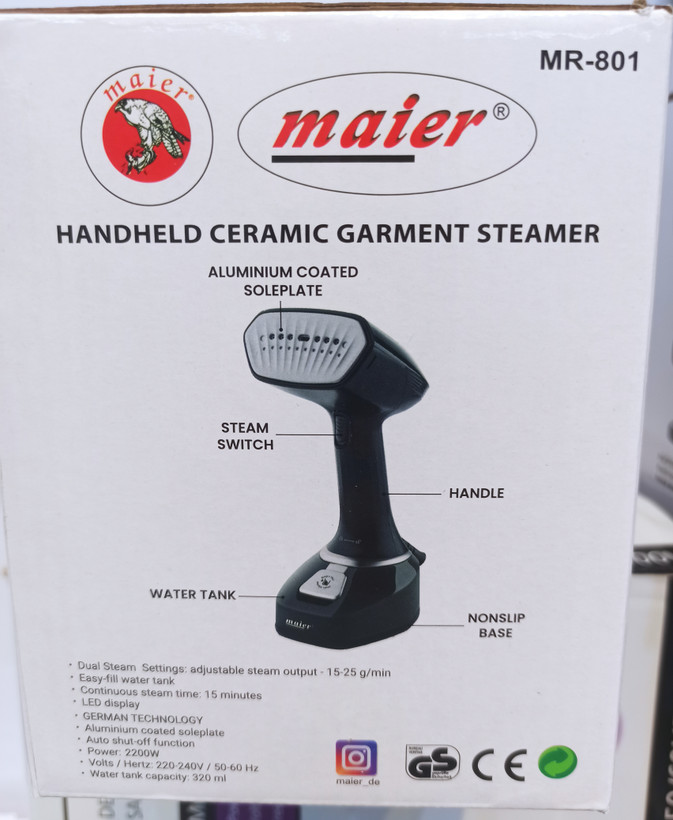 MR-801
maier®
maier®
HANDHELD CERAMIC GARMENT STEAMER
ALUMINIUM COATED
SOLEPLATE
STEAM
SWITCH
HANDLE
WATER TANK
NONSLIP
BASE
maier
• Dual Steam Settings: adjustable steam output - 15-25 g/min
• Easy-fill water tank
• Continuous steam time: 15 minutes
• LED display
• GERMAN TECHNOLOGY
• Aluminium coated soleplate
• Auto shut-off function
• Power: 2200W
• Volts / Hertz: 220-240V / 50-60 Hz
• Water tank capacity: 320 ml
maier_de
GS
CE